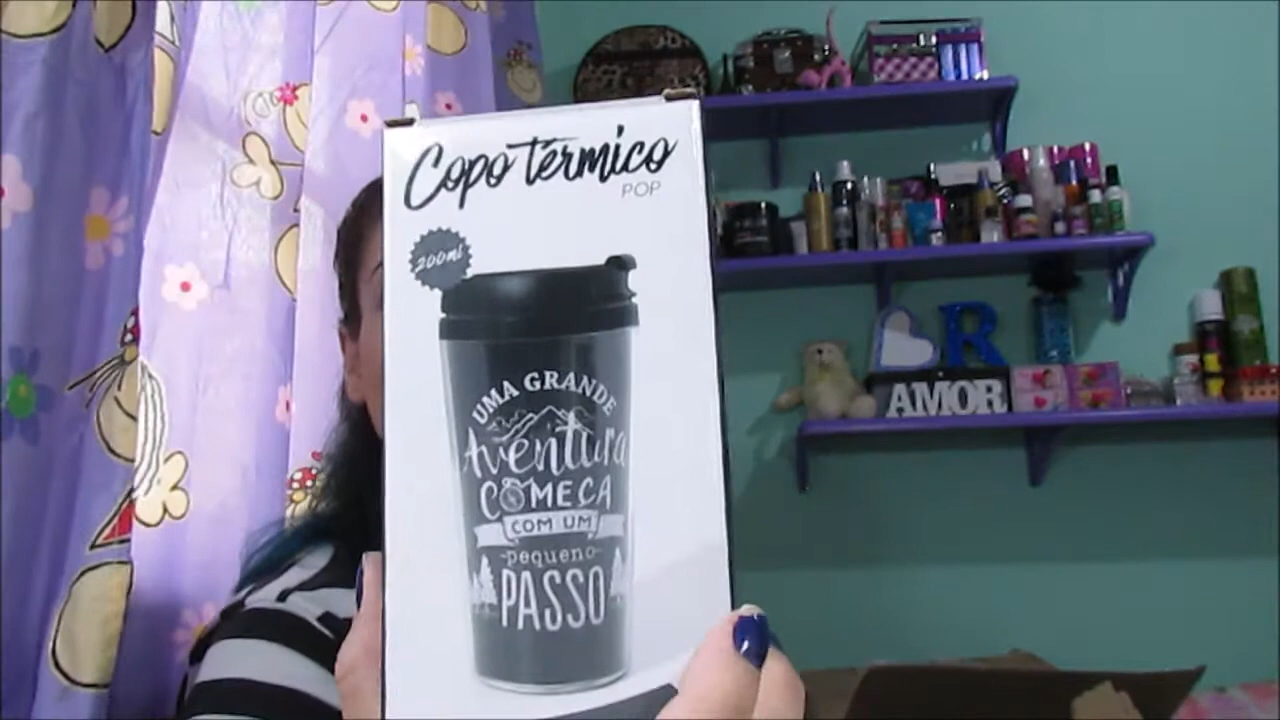 Copo térmico
POP
200ml
UMA GRANDE
Aventura
COMEÇA
COM UM
pequeno
PASSO
R
AMOR